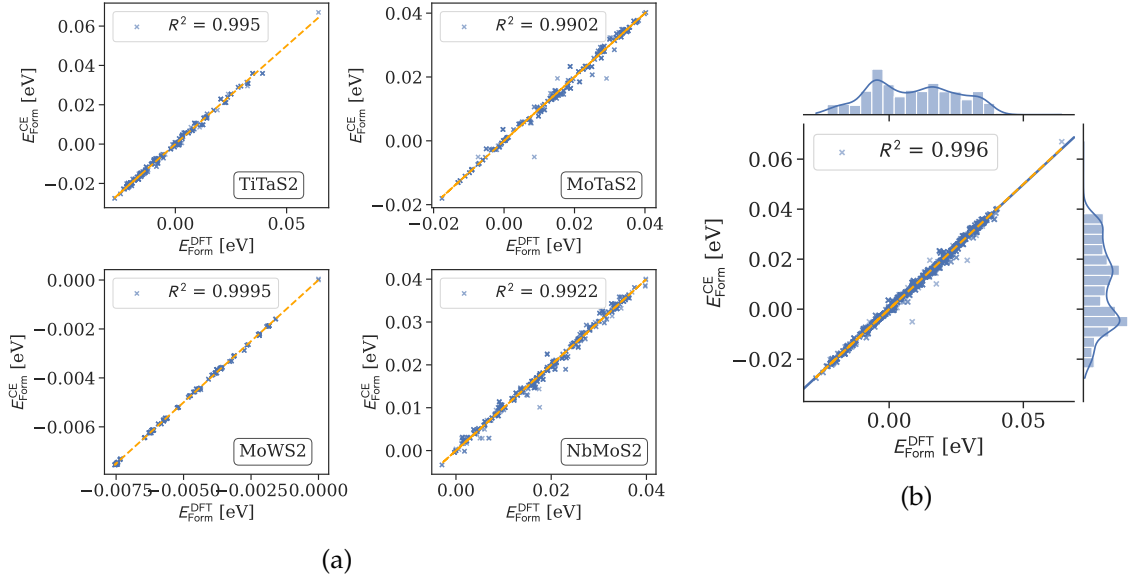 0.06
0.04
0.02
0.00
−0.02
E_Form^CE [eV]
R² = 0.995
TiTaS2
0.00
0.05
E_Form^DFT [eV]
0.04
0.02
0.00
−0.02
E_Form^CE [eV]
R² = 0.9902
MoTaS2
−0.02
0.00
0.02
0.04
E_Form^DFT [eV]
0.000
−0.002
−0.004
−0.006
E_Form^CE [eV]
R² = 0.9995
MoWS2
−0.0075
−0.0050
−0.0025
0.0000
E_Form^DFT [eV]
0.04
0.03
0.02
0.01
0.00
E_Form^CE [eV]
R² = 0.9922
NbMoS2
0.00
0.02
0.04
E_Form^DFT [eV]
(a)
0.06
0.04
0.02
0.00
−0.02
E_Form^CE [eV]
R² = 0.996
0.00
0.05
E_Form^DFT [eV]
(b)